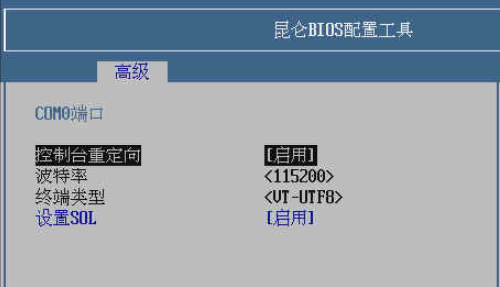 昆仑BIOS配置工具
高级
COM0端口
控制台重定向 [启用]
波特率 <115200>
终端类型 <VT-UTF8>
设置SOL [启用]